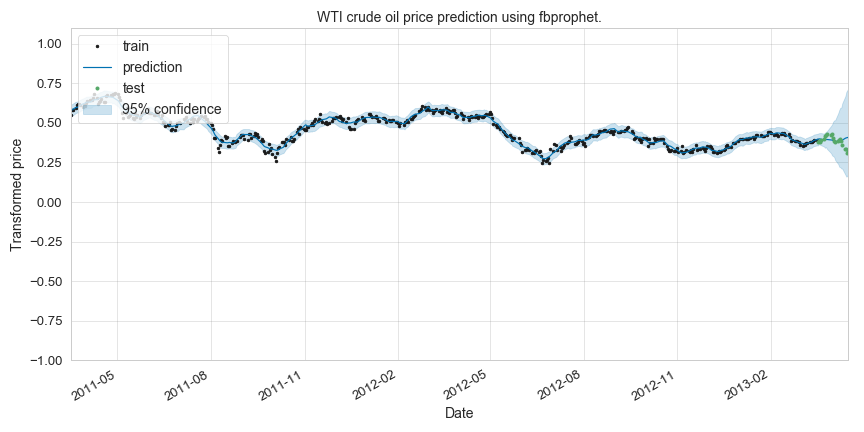 WTI crude oil price prediction using fbprophet.
train
prediction
test
95% confidence
Transformed price
1.00
0.75
0.50
0.25
0.00
−0.25
−0.50
−0.75
−1.00
2011-05
2011-08
2011-11
2012-02
2012-05
2012-08
2012-11
2013-02
Date